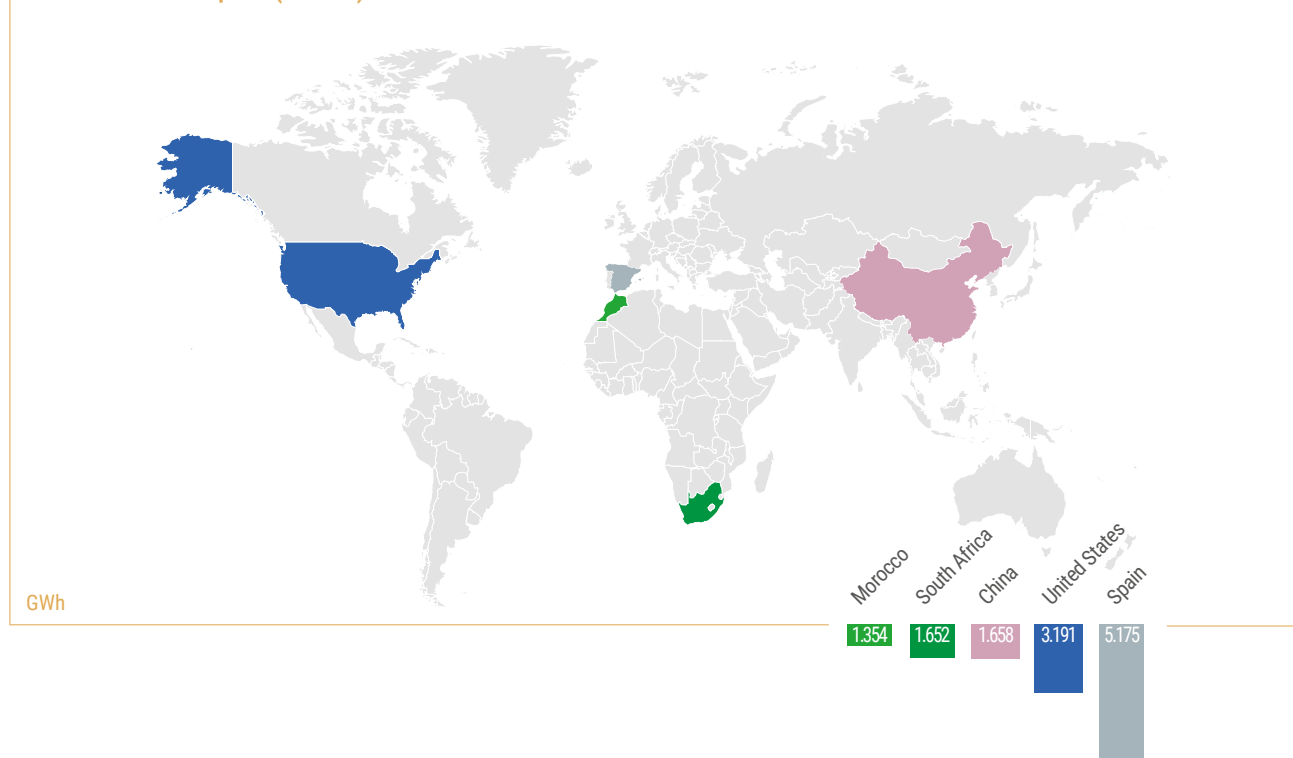 GWh
Morocco
South Africa
China
United States
Spain
1.354
1.652
1.658
3.191
5.175